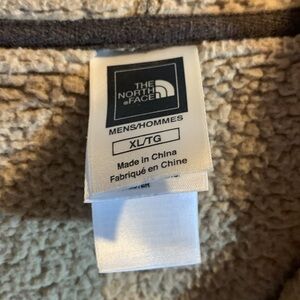 THE
NORTH
FACE
MENS/HOMMES
XL/TG
Made in China
Fabriqué en Chine